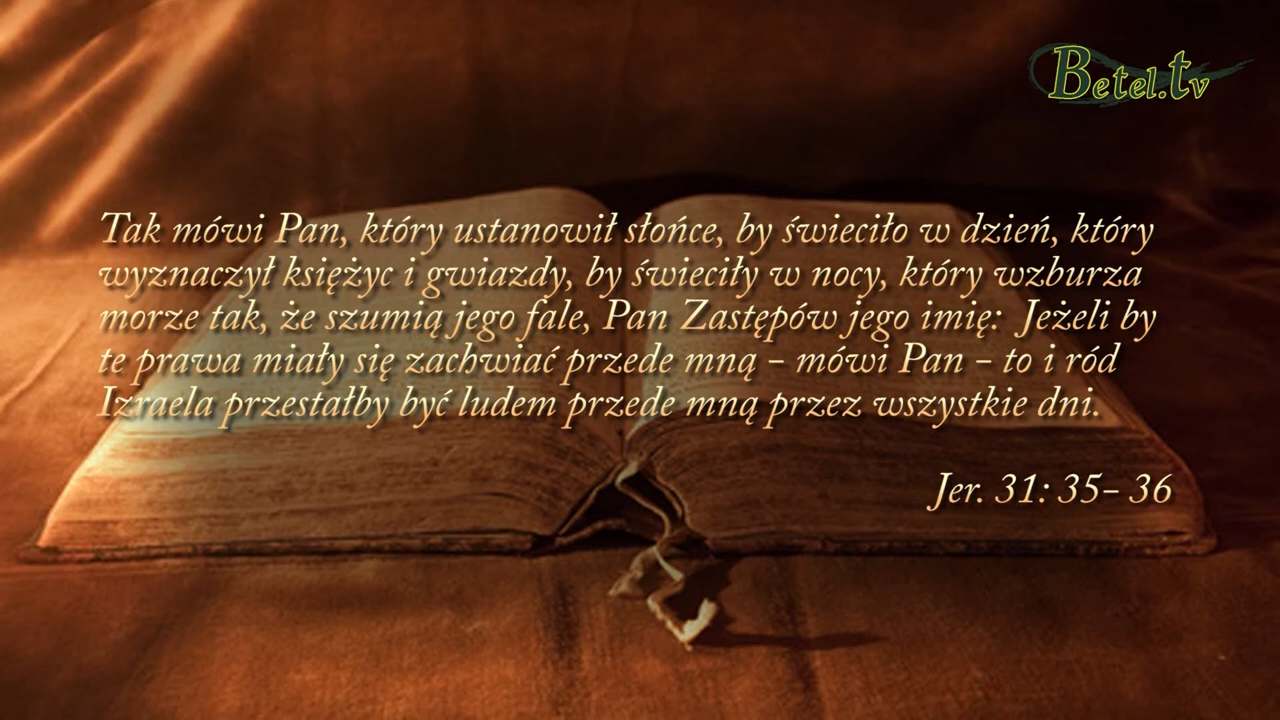 Betel.tv
Tak mówi Pan, który ustanowił słońce, by świeciło w dzień, który
wyznaczył księżyc i gwiazdy, by świeciły w nocy, który wzburza
morze tak, że szumią jego fale, Pan Zastępów jego imię:  Jeżeli by
te prawa miały się zachwiać przede mną - mówi Pan - to i ród
Izraela przestałby być ludem przede mną przez wszystkie dni.
Jer. 31: 35- 36